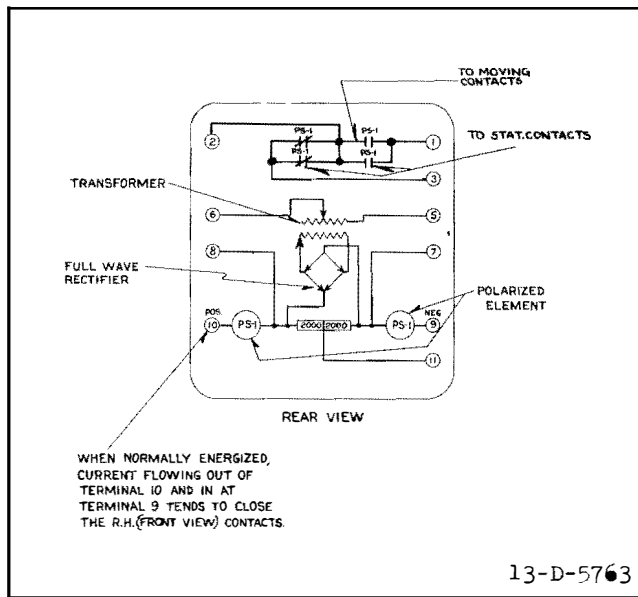 TO MOVING
CONTACTS
PS-1
PS-1
2
1
TO STAT.CONTACTS
PS-1
PS-1
3
TRANSFORMER
6
5
8
7
FULL WAVE
RECTIFIER
POLARIZED
ELEMENT
POS.
NEG
10
PS-1
2000
2000
PS-1
9
11
REAR VIEW
WHEN NORMALLY ENERGIZED,
CURRENT FLOWING OUT OF
TERMINAL 10 AND IN AT
TERMINAL 9 TENDS TO CLOSE
THE R.H.(FRONT VIEW) CONTACTS.
13-D-5763